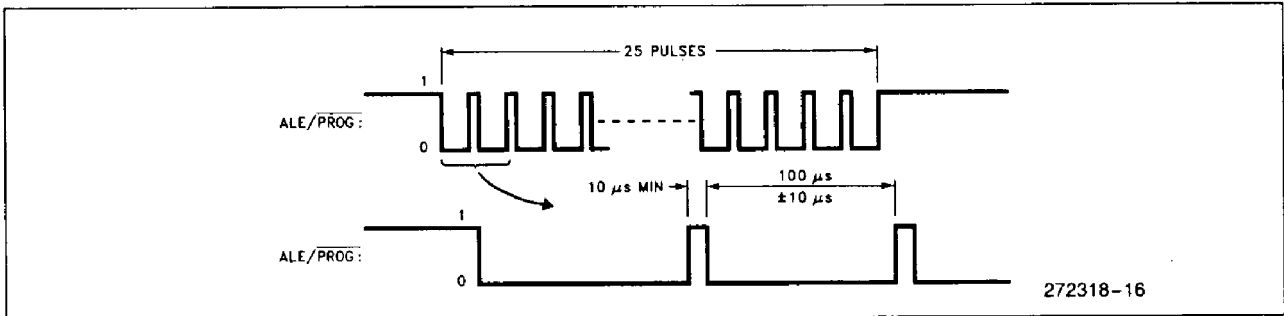 25 PULSES
1
ALE/PROG:
0
10 μs MIN
100 μs
±10 μs
1
ALE/PROG:
0
272318-16